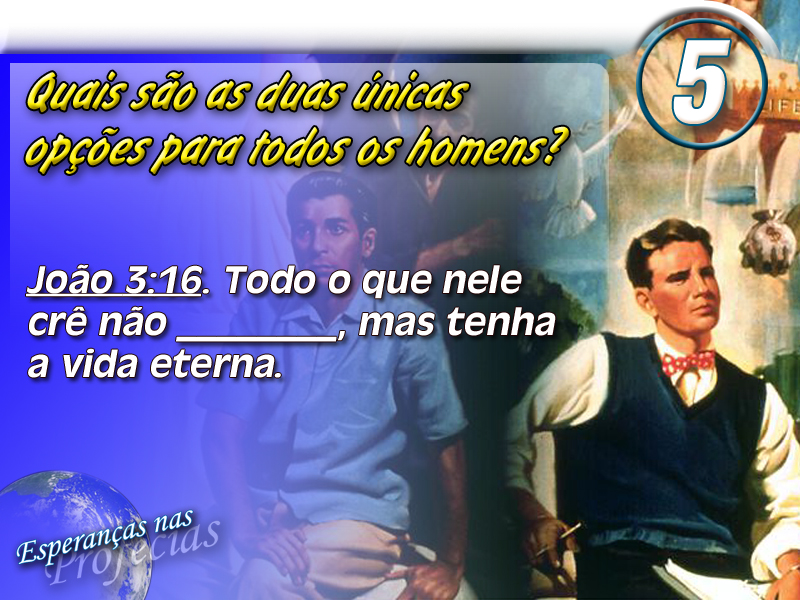 5
Quais são as duas únicas
opções para todos os homens?
LIFE
João 3:16. Todo o que nele
crê não ________, mas tenha
a vida eterna.
Esperanças nas
Profecias